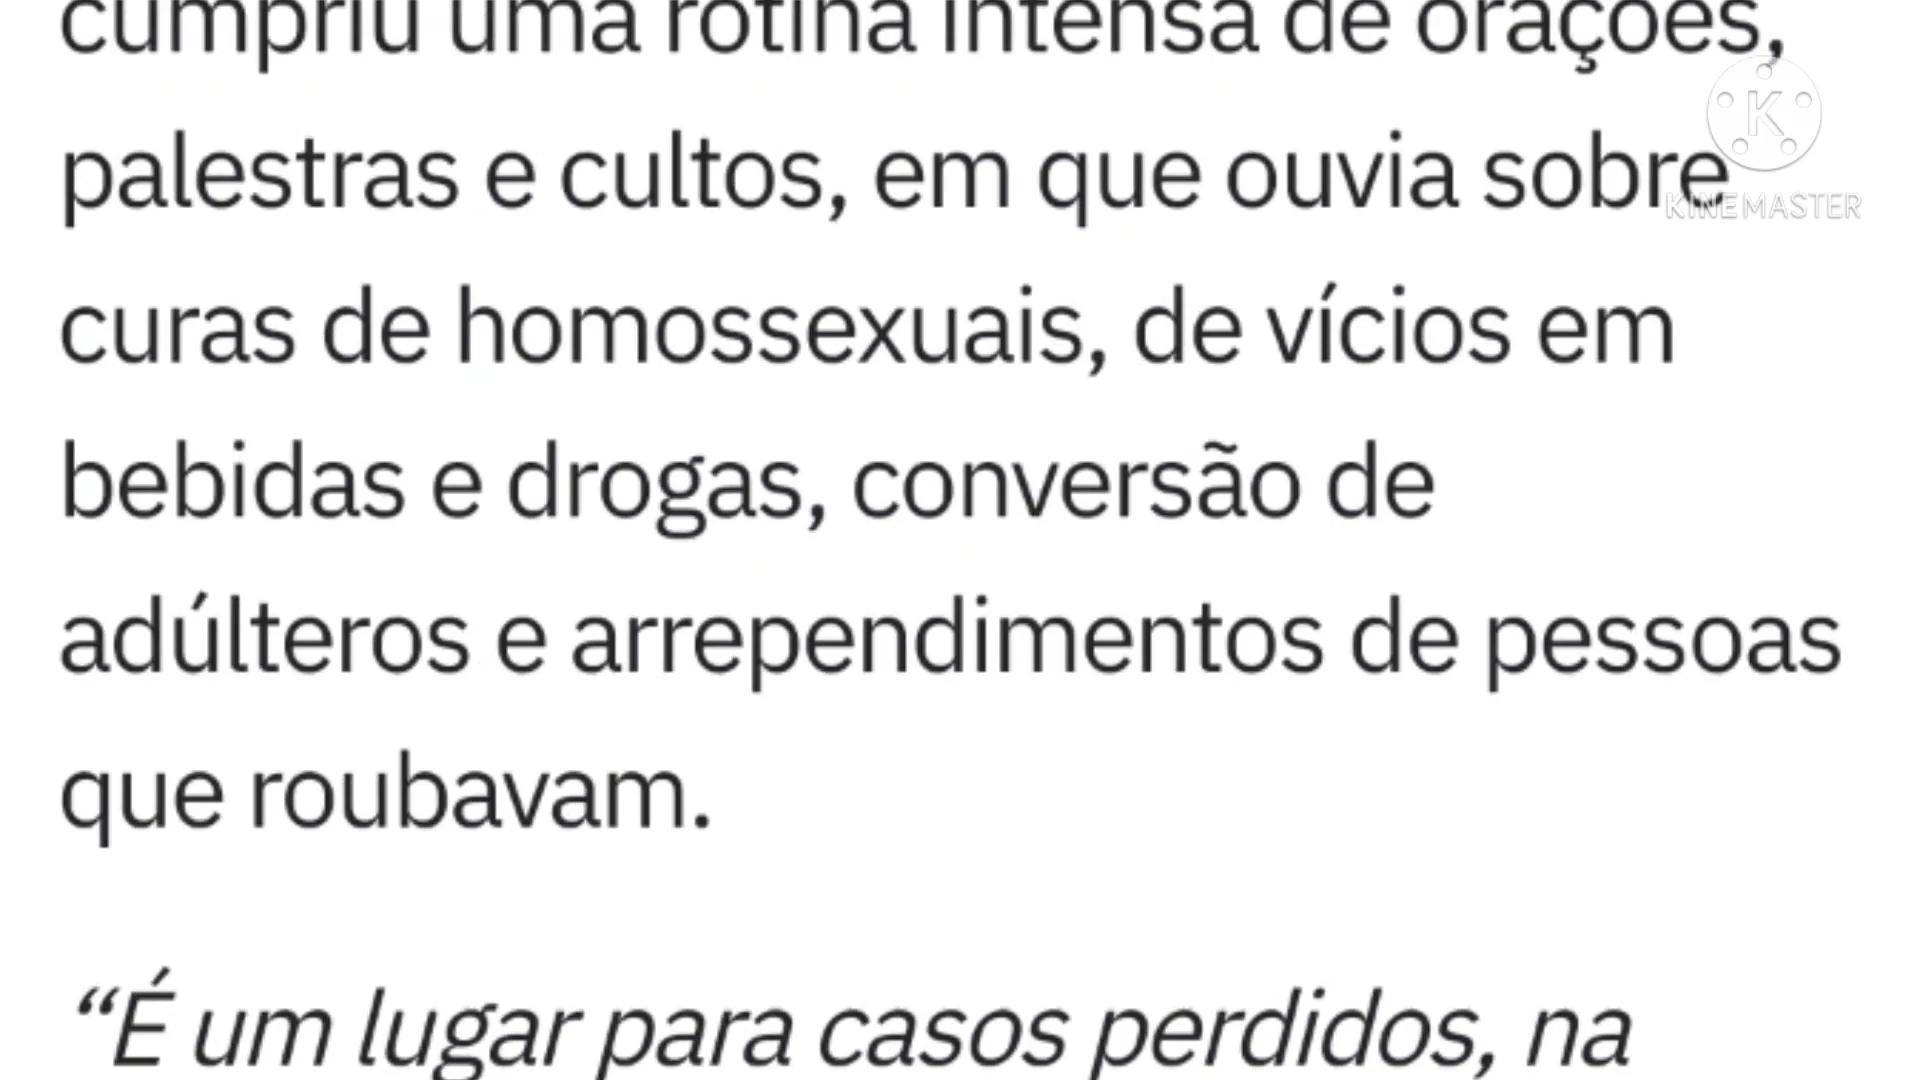 cumpriu uma rotina intensa de orações,
palestras e cultos, em que ouvia sobre
curas de homossexuais, de vícios em
bebidas e drogas, conversão de
adúlteros e arrependimentos de pessoas
que roubavam.
“É um lugar para casos perdidos, na
K
KINEMASTER